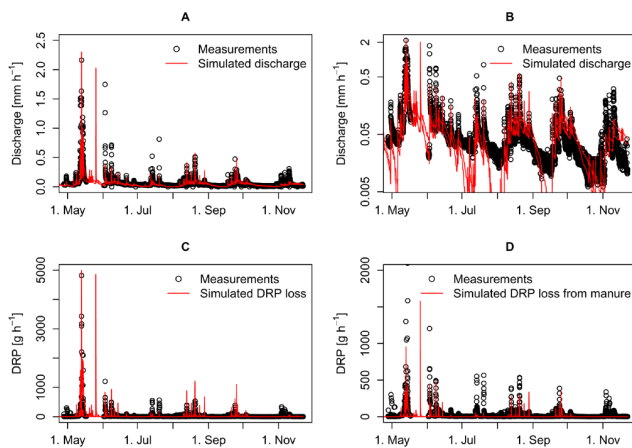 A
Discharge [mm h⁻¹]
2.5
2.0
1.5
1.0
0.5
0.0
Measurements
Simulated discharge
1. May 1. Jul 1. Sep 1. Nov
B
Discharge [mm h⁻¹]
2
0.5
0.05
0.005
Measurements
Simulated discharge
1. May 1. Jul 1. Sep 1. Nov
C
DRP [g h⁻¹]
5000
3000
1000
0
Measurements
Simulated DRP loss
1. May 1. Jul 1. Sep 1. Nov
D
DRP [g h⁻¹]
2000
1500
1000
500
0
Measurements
Simulated DRP loss from manure
1. May 1. Jul 1. Sep 1. Nov